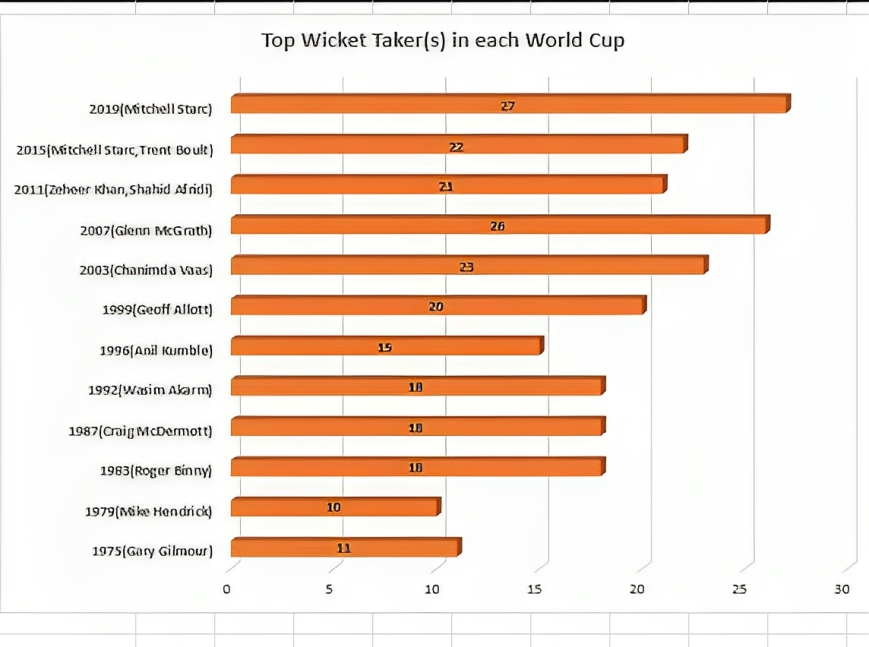 Top Wicket Taker(s) in each World Cup
2019(Mitchell Starc) 27
2015(Mitchell Starc,Trent Boult) 22
2011(Zeheer Khan,Shahid Afridi) 21
2007(Glenn McGrath) 26
2003(Chanimda Vaas) 23
1999(Geoff Allott) 20
1996(Anil Kumble) 15
1992(Wasim Akarm) 18
1987(Craig McDermott) 18
1983(Roger Binny) 18
1979(Mike Hendrick) 10
1975(Gary Gilmour) 11
0 5 10 15 20 25 30